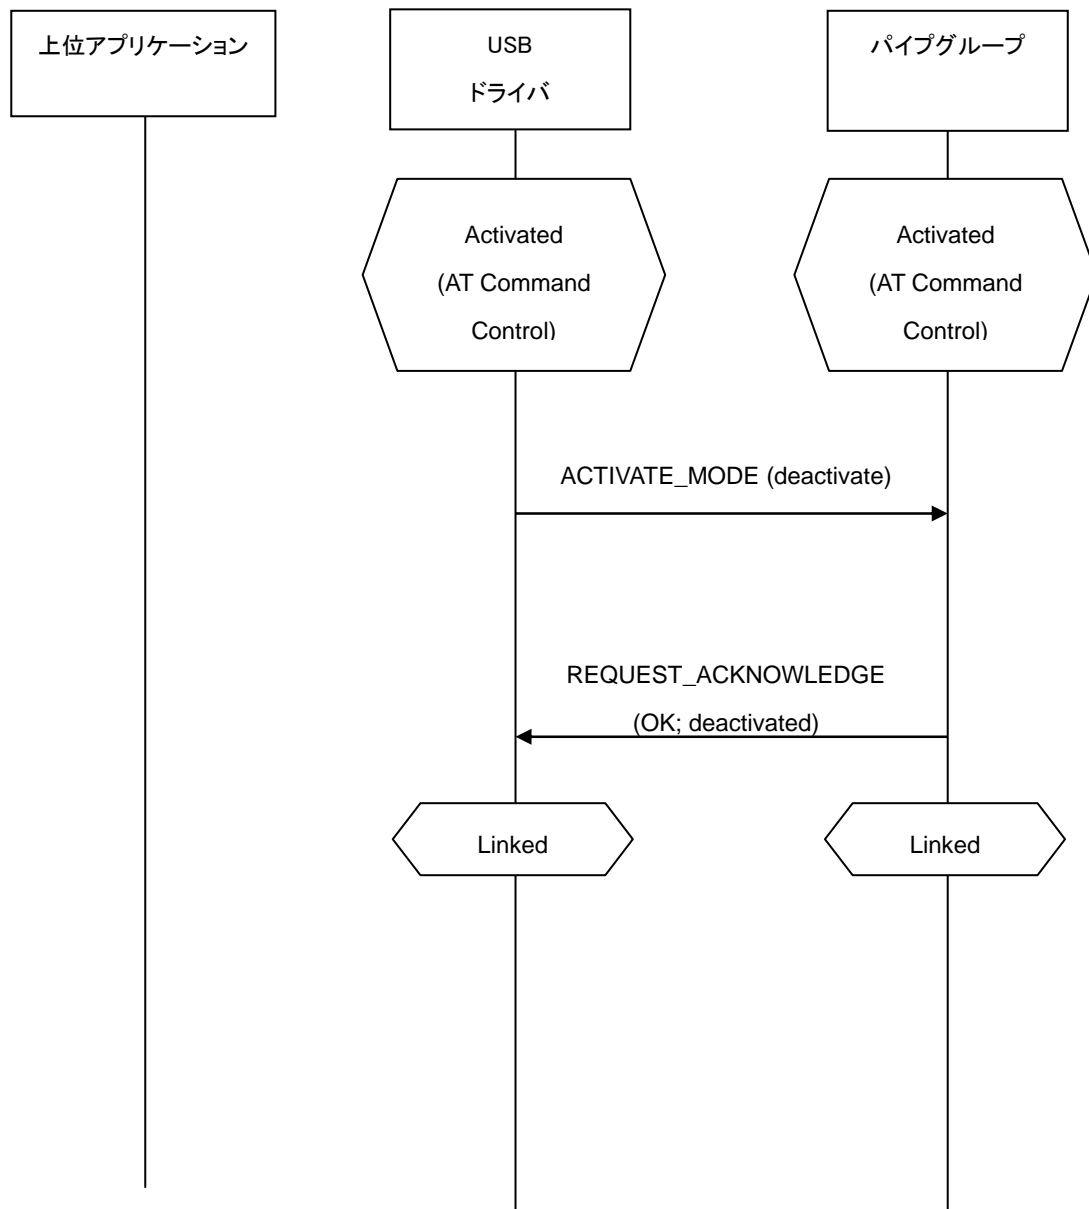 上位アプリケーション
USB
ドライバ
パイプグループ
Activated
(AT Command
Control)
Activated
(AT Command
Control)
ACTIVATE_MODE (deactivate)
REQUEST_ACKNOWLEDGE
(OK; deactivated)
Linked
Linked